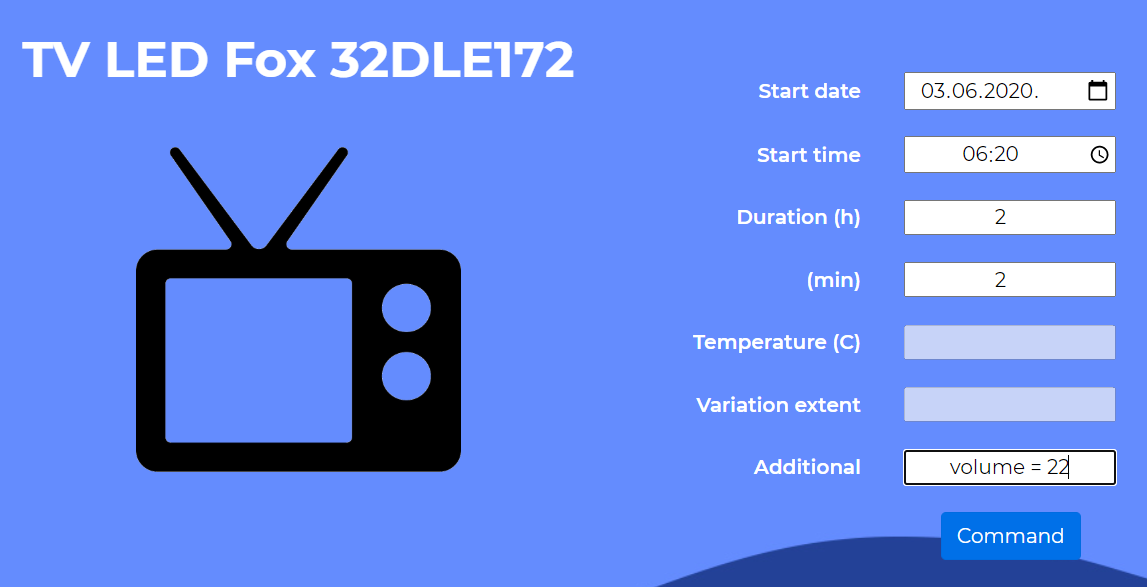 TV LED Fox 32DLE172
Start date 03.06.2020.
Start time 06:20
Duration (h) 2
(min) 2
Temperature (C)
Variation extent
Additional volume = 22
Command